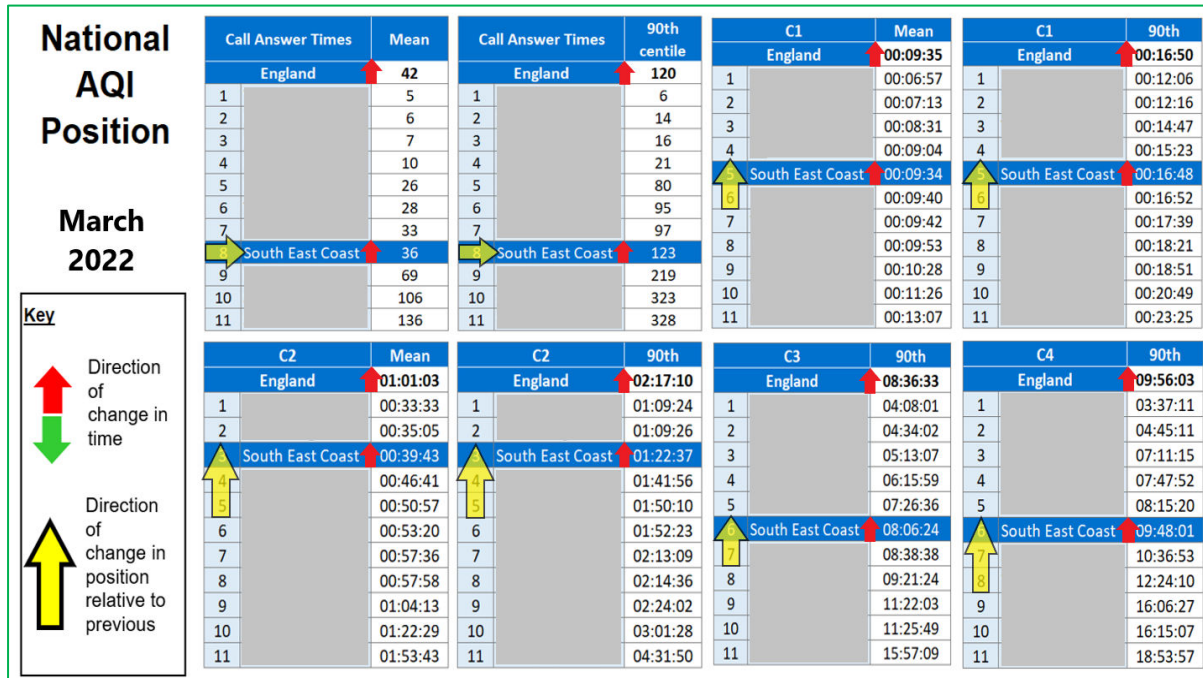 National
AQI
Position
March
2022
Key
Direction
of
change in
time
Direction
of
change in
position
relative to
previous
Call Answer Times Mean
England 42
1 5
2 6
3 7
4 10
5 26
6 28
7 33
8 South East Coast 36
9 69
10 106
11 136
Call Answer Times 90th centile
England 120
1 6
2 14
3 16
4 21
5 80
6 95
7 97
8 South East Coast 123
9 219
10 323
11 328
C1 Mean
England 00:09:35
1 00:06:57
2 00:07:13
3 00:08:31
4 00:09:04
5 South East Coast 00:09:34
6 00:09:40
7 00:09:42
8 00:09:53
9 00:10:28
10 00:11:26
11 00:13:07
C1 90th
England 00:16:50
1 00:12:06
2 00:12:16
3 00:14:47
4 00:15:23
5 South East Coast 00:16:48
6 00:16:52
7 00:17:39
8 00:18:21
9 00:18:51
10 00:20:49
11 00:23:25
C2 Mean
England 01:01:03
1 00:33:33
2 00:35:05
3 South East Coast 00:39:43
4 00:46:41
5 00:50:57
6 00:53:20
7 00:57:36
8 00:57:58
9 01:04:13
10 01:22:29
11 01:53:43
C2 90th
England 02:17:10
1 01:09:24
2 01:09:26
3 South East Coast 01:22:37
4 01:41:56
5 01:50:10
6 01:52:23
7 02:13:09
8 02:14:36
9 02:24:02
10 03:01:28
11 04:31:50
C3 90th
England 08:36:33
1 04:08:01
2 04:34:02
3 05:13:07
4 06:15:59
5 07:26:36
6 South East Coast 08:06:24
7 08:38:38
8 09:21:24
9 11:22:03
10 11:25:49
11 15:57:09
C4 90th
England 09:56:03
1 03:37:11
2 04:45:11
3 07:11:15
4 07:47:52
5 08:15:20
6 South East Coast 09:48:01
7 10:36:53
8 12:24:10
9 16:06:27
10 16:15:07
11 18:53:57